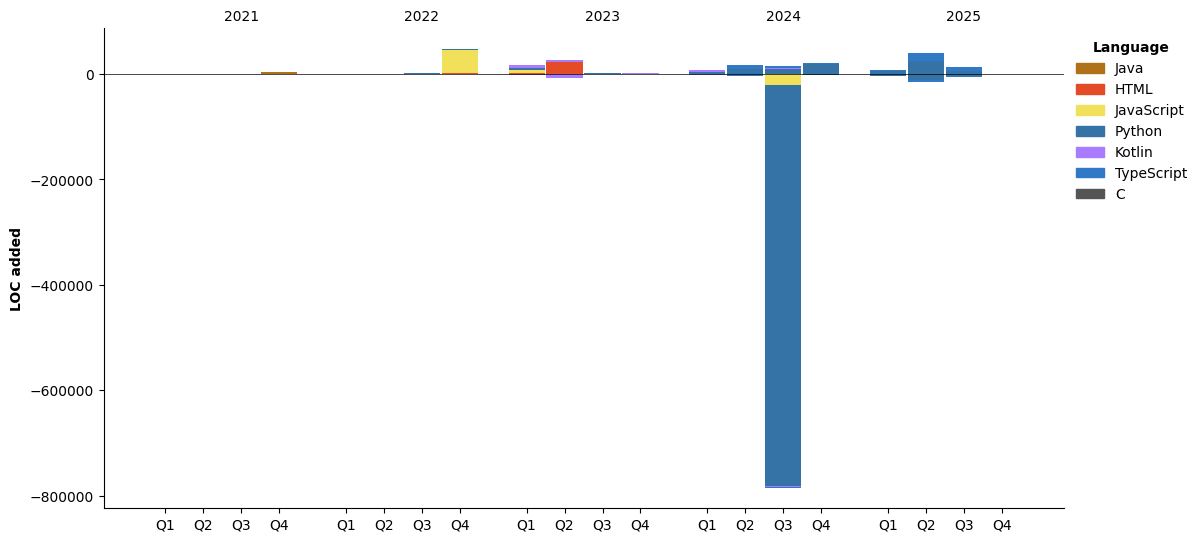 2021 2022 2023 2024 2025
Language
Java
HTML
JavaScript
Python
Kotlin
TypeScript
C
LOC added
0
−200000
−400000
−600000
−800000
Q1 Q2 Q3 Q4 Q1 Q2 Q3 Q4 Q1 Q2 Q3 Q4 Q1 Q2 Q3 Q4 Q1 Q2 Q3 Q4